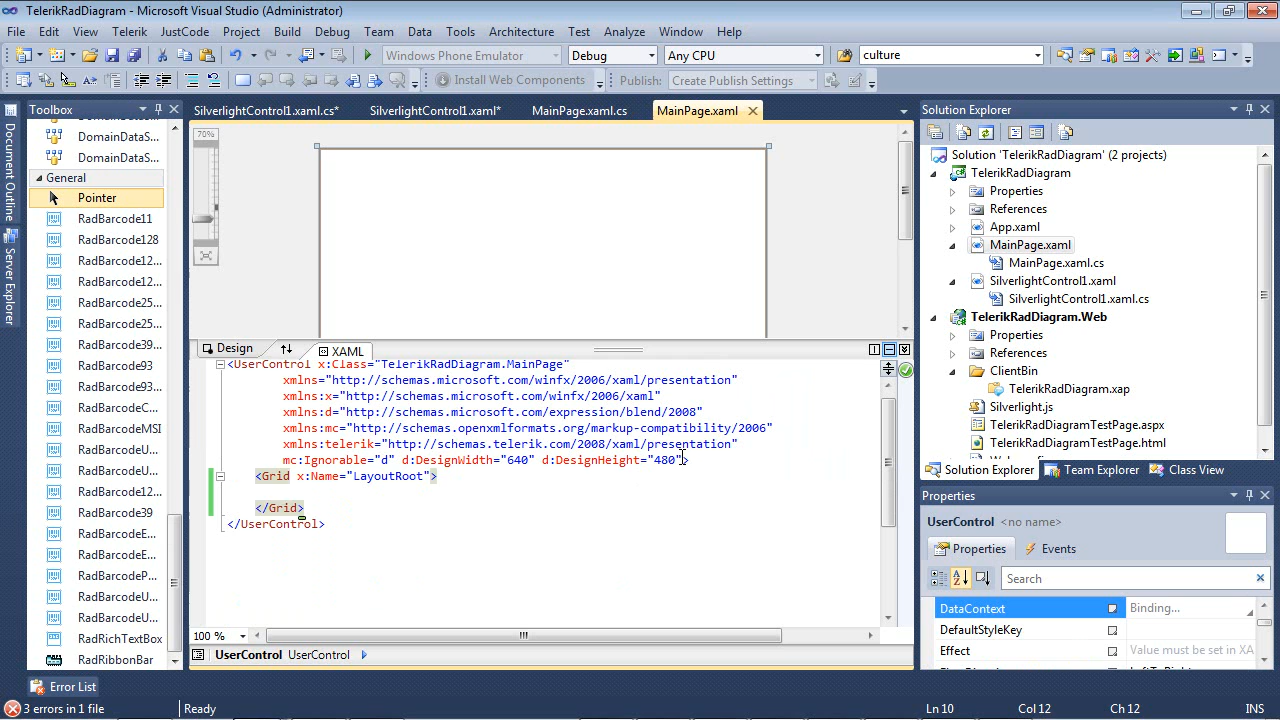 TelerikRadDiagram - Microsoft Visual Studio (Administrator)
File Edit View Telerik JustCode Project Build Debug Team Data Tools Architecture Test Analyze Window Help
Windows Phone Emulator Debug Any CPU culture
Install Web Components Publish: Create Publish Settings
Document Outline
Server Explorer
Toolbox
DomainDataS...
DomainDataS...
General
Pointer
RadBarcode11
RadBarcode128
RadBarcode12...
RadBarcode12...
RadBarcode25...
RadBarcode25...
RadBarcode39...
RadBarcode93
RadBarcode93...
RadBarcodeC...
RadBarcodeMSI
RadBarcodeU...
RadBarcodeU...
RadBarcodeU...
RadBarcode39
RadBarcodeE...
RadBarcodeE...
RadBarcodeP...
RadBarcodeU...
RadBarcodeU...
RadRichTextBox
RadRibbonBar
SilverlightControl1.xaml.cs* SilverlightControl1.xaml* MainPage.xaml.cs MainPage.xaml
70%
Design XAML
<UserControl x:Class="TelerikRadDiagram.MainPage"
xmlns="http://schemas.microsoft.com/winfx/2006/xaml/presentation"
xmlns:x="http://schemas.microsoft.com/winfx/2006/xaml"
xmlns:d="http://schemas.microsoft.com/expression/blend/2008"
xmlns:mc="http://schemas.openxmlformats.org/markup-compatibility/2006"
xmlns:telerik="http://schemas.telerik.com/2008/xaml/presentation"
mc:Ignorable="d" d:DesignWidth="640" d:DesignHeight="480">
<Grid x:Name="LayoutRoot">
</Grid>
</UserControl>
100 %
UserControl UserControl
Solution Explorer
Solution 'TelerikRadDiagram' (2 projects)
TelerikRadDiagram
Properties
References
App.xaml
MainPage.xaml
MainPage.xaml.cs
SilverlightControl1.xaml
SilverlightControl1.xaml.cs
TelerikRadDiagram.Web
Properties
References
ClientBin
TelerikRadDiagram.xap
Silverlight.js
TelerikRadDiagramTestPage.aspx
TelerikRadDiagramTestPage.html
Solution Explorer Team Explorer Class View
Properties
UserControl <no name>
Properties Events
Search
DataContext Binding...
DefaultStyleKey
Effect Value must be set in XA
Error List
3 errors in 1 file Ready Ln 10 Col 12 Ch 12 INS